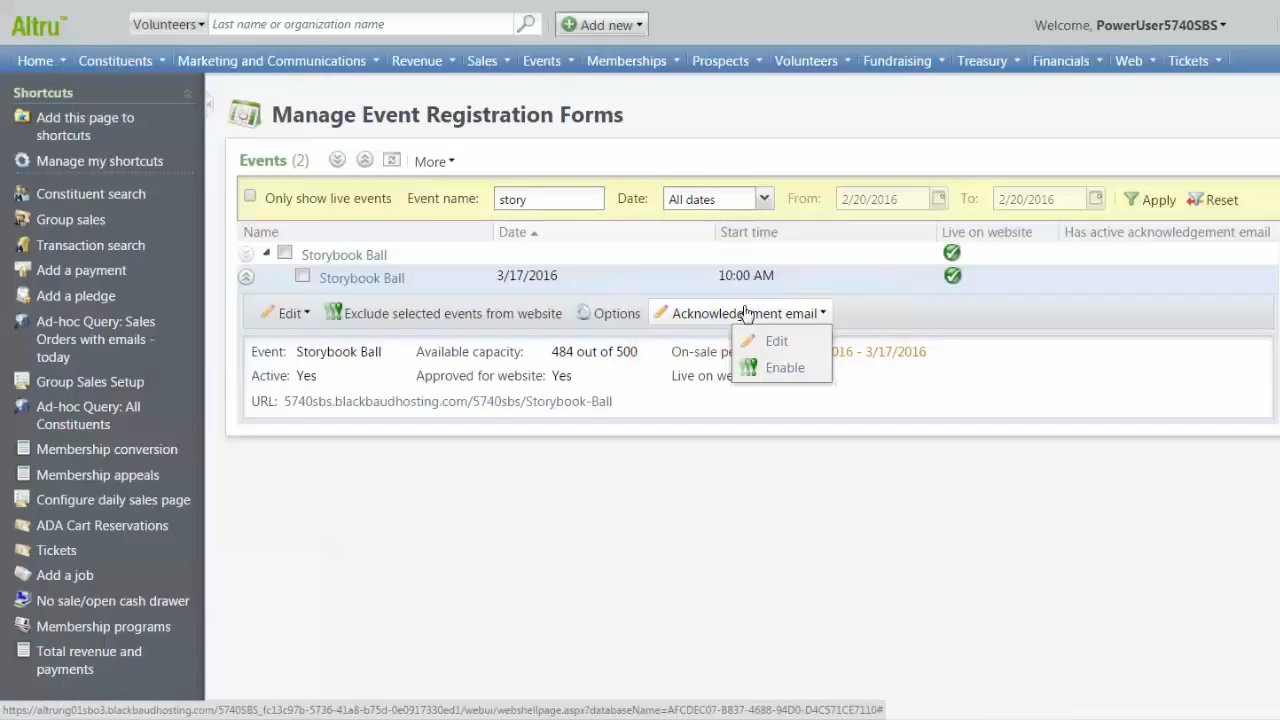 Altru™
Volunteers Last name or organization name Add new Welcome, PowerUser5740SBS
Home Constituents Marketing and Communications Revenue Sales Events Memberships Prospects Volunteers Fundraising Treasury Financials Web Tickets
Shortcuts
Add this page to
shortcuts
Manage my shortcuts
Constituent search
Group sales
Transaction search
Add a payment
Add a pledge
Ad-hoc Query: Sales
Orders with emails -
today
Group Sales Setup
Ad-hoc Query: All
Constituents
Membership conversion
Membership appeals
Configure daily sales page
ADA Cart Reservations
Tickets
Add a job
No sale/open cash drawer
Membership programs
Total revenue and
payments
Manage Event Registration Forms
Events (2) More
Only show live events Event name: story Date: All dates From: 2/20/2016 To: 2/20/2016 Apply Reset
Name Date Start time Live on website Has active acknowledgement email
Storybook Ball
Storybook Ball 3/17/2016 10:00 AM
Edit Exclude selected events from website Options Acknowledgement email
Edit
Enable
Event: Storybook Ball Available capacity: 484 out of 500 On-sale pe 16 - 3/17/2016
Active: Yes Approved for website: Yes Live on we
URL: 5740sbs.blackbaudhosting.com/5740sbs/Storybook-Ball